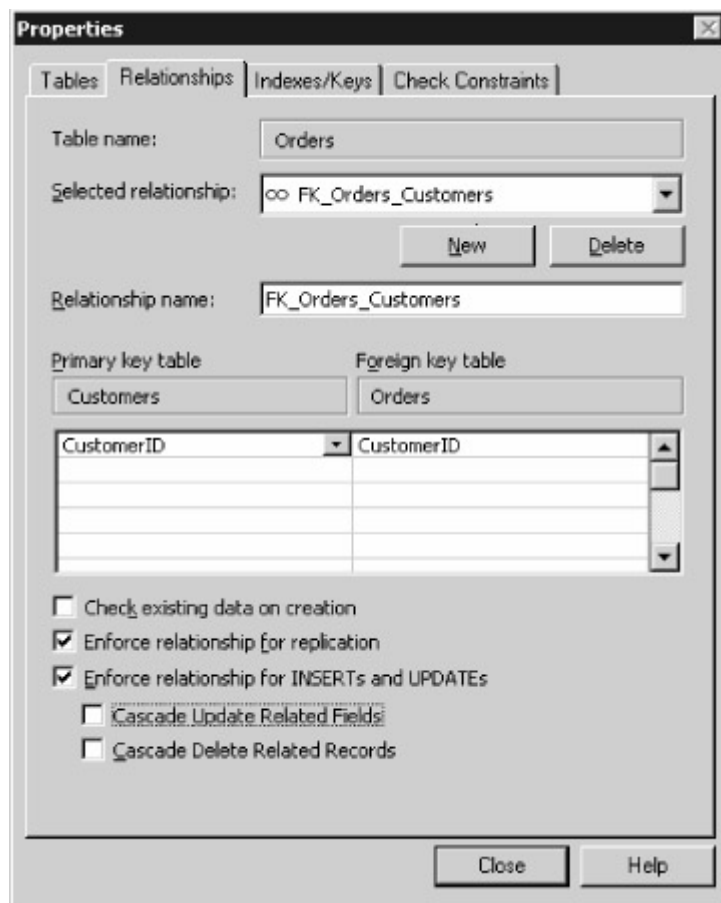 Properties
Tables Relationships Indexes/Keys Check Constraints
Table name: Orders
Selected relationship: FK_Orders_Customers
New Delete
Relationship name: FK_Orders_Customers
Primary key table Foreign key table
Customers Orders
CustomerID CustomerID
Check existing data on creation
Enforce relationship for replication
Enforce relationship for INSERTs and UPDATEs
Cascade Update Related Fields
Cascade Delete Related Records
Close Help